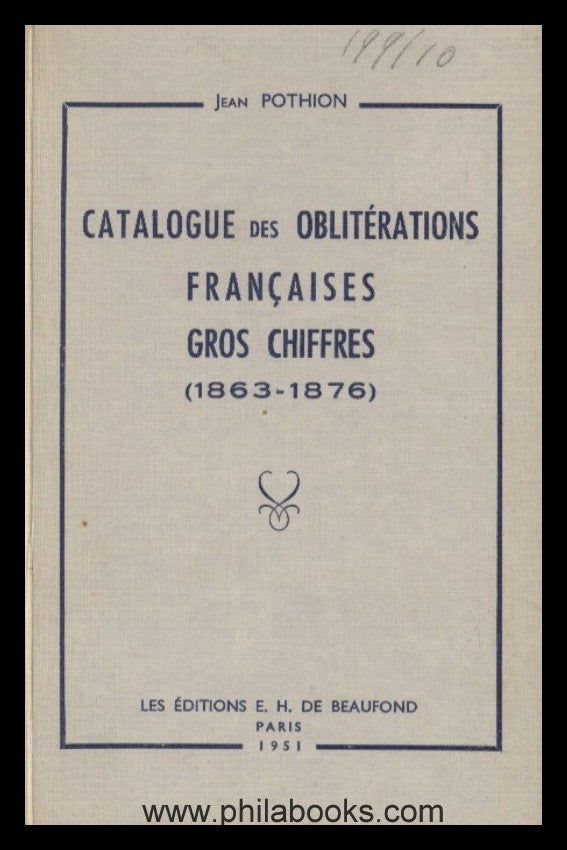 199/10
JEAN POTHION
CATALOGUE DES OBLITÉRATIONS
FRANÇAISES
GROS CHIFFRES
(1863-1876)
LES ÉDITIONS E. H. DE BEAUFOND
PARIS
1951
www.philabooks.com